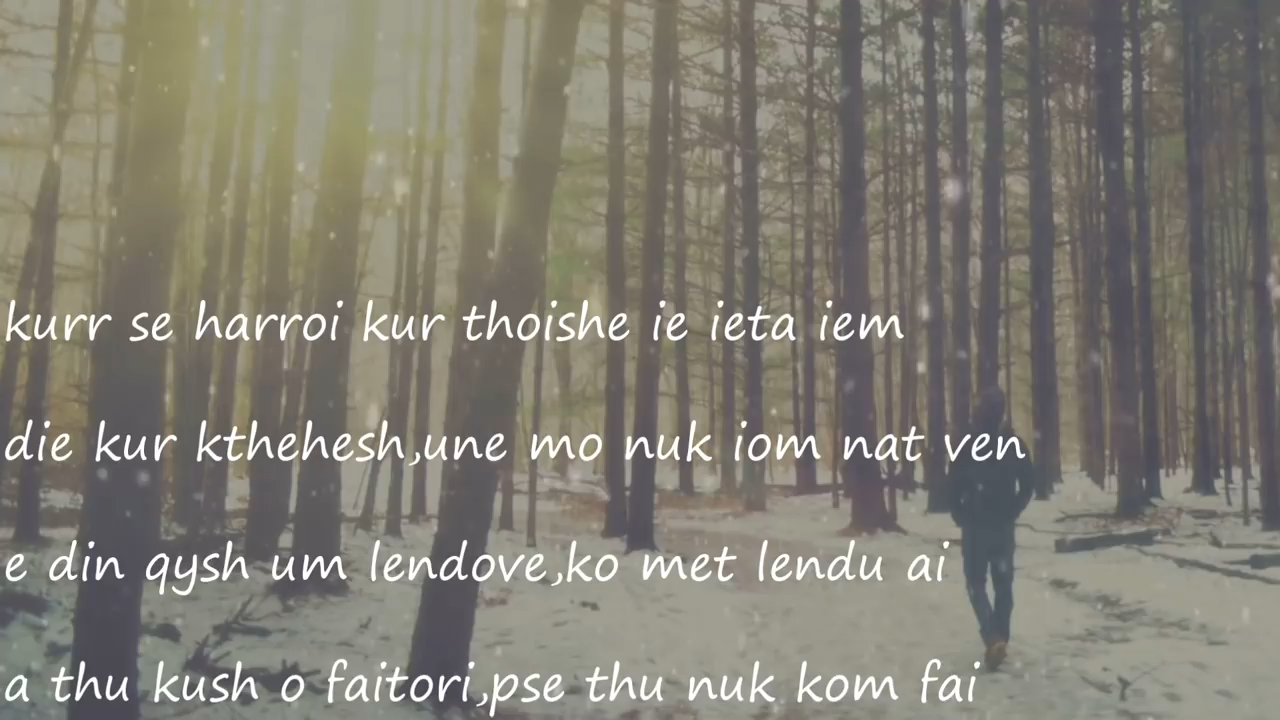 kurr se harroi kur thoishe ie ieta iem
die kur kthehesh,une mo nuk iom nat ven
e din qysh um lendove,ko met lendu ai
a thu kush o faitori,pse thu nuk kom fai